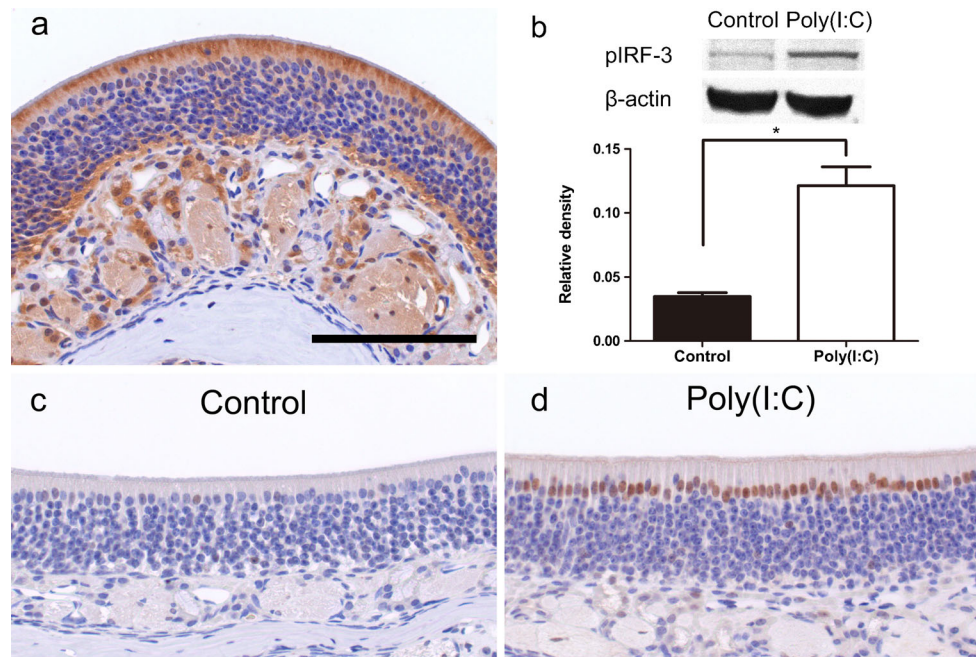 a
b
Control Poly(I:C)
pIRF-3
β-actin
*
0.15
0.10
0.05
0.00
Relative density
Control
Poly(I:C)
c
Control
d
Poly(I:C)